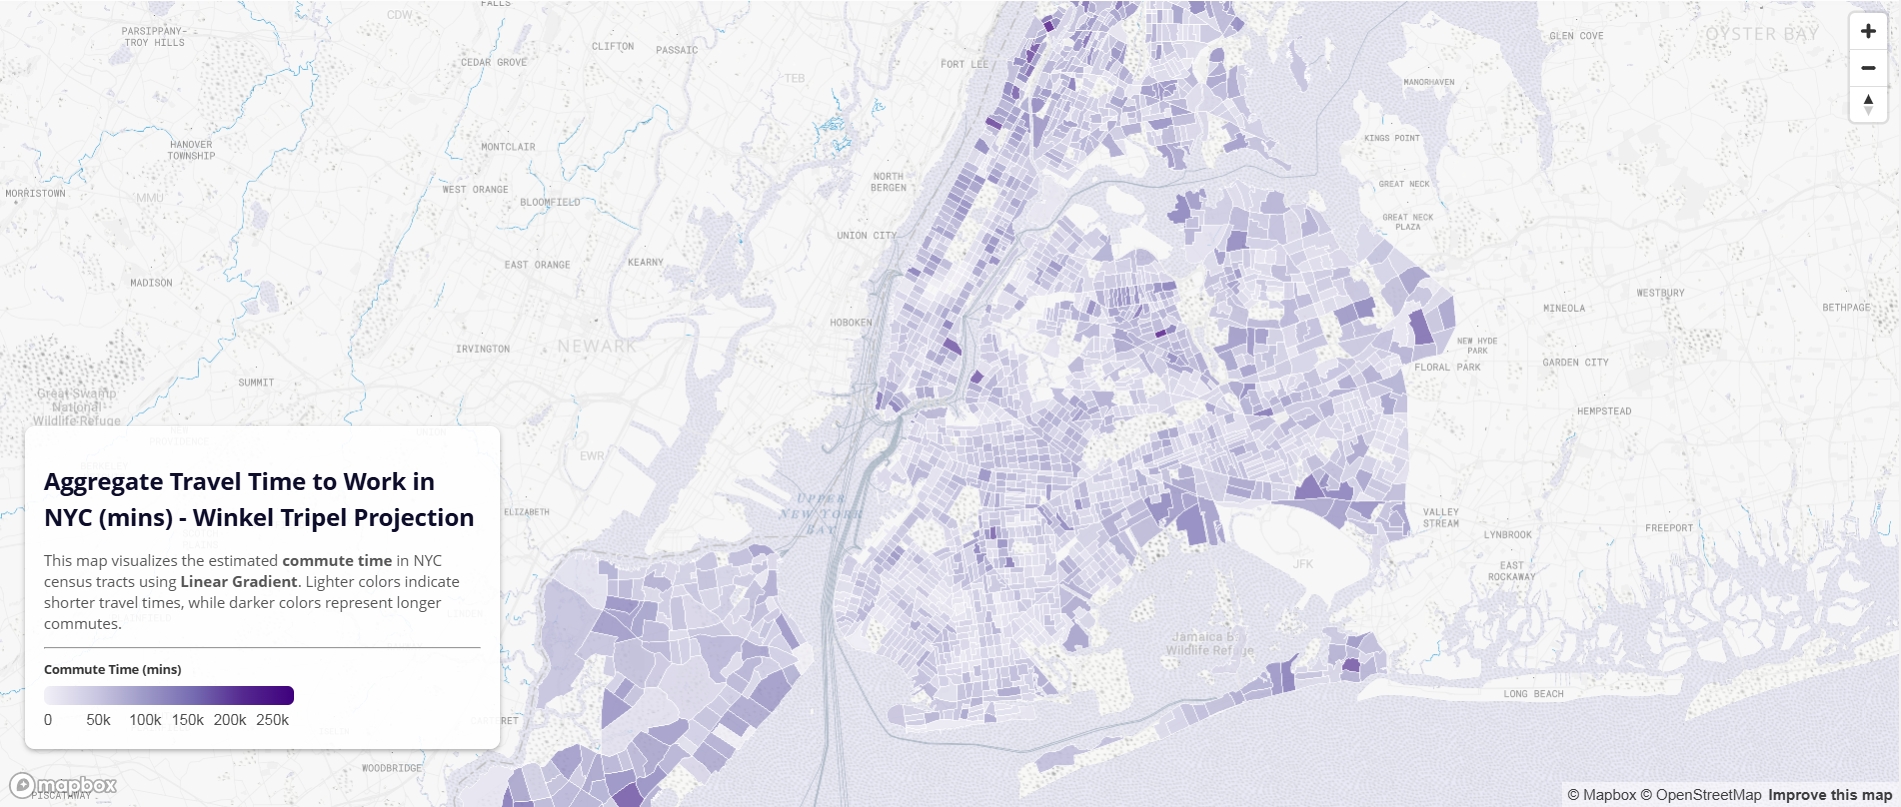 FALLS
CDW
PARSIPPANY-
TROY HILLS
CLIFTON
PASSAIC
CEDAR GROVE
TEB
FORT LEE
GLEN COVE
OYSTER BAY
MANORHAVEN
KINGS POINT
HANOVER
TOWNSHIP
MONTCLAIR
MORRISTOWN
MMU
WEST ORANGE
BLOOMFIELD
NORTH
BERGEN
GREAT NECK
GREAT NECK
PLAZA
UNION CITY
EAST ORANGE
KEARNY
MADISON
MINEOLA
WESTBURY
BETHPAGE
HOBOKEN
IRVINGTON
NEWARK
NEW HYDE
PARK
GARDEN CITY
FLORAL PARK
SUMMIT
Great Swamp
National
Wildlife Refuge
HEMPSTEAD
EWR
ELIZABETH
UPPER
NEW YORK
BAY
VALLEY
STREAM
FREEPORT
LYNBROOK
EAST
ROCKAWAY
JFK
Jamaica B
Wildlife Refuge
LONG BEACH
WOODBRIDGE
PISCATAWAY
Aggregate Travel Time to Work in
NYC (mins) - Winkel Tripel Projection
This map visualizes the estimated commute time in NYC
census tracts using Linear Gradient. Lighter colors indicate
shorter travel times, while darker colors represent longer
commutes.
Commute Time (mins)
0 50k 100k 150k 200k 250k
mapbox
© Mapbox © OpenStreetMap Improve this map